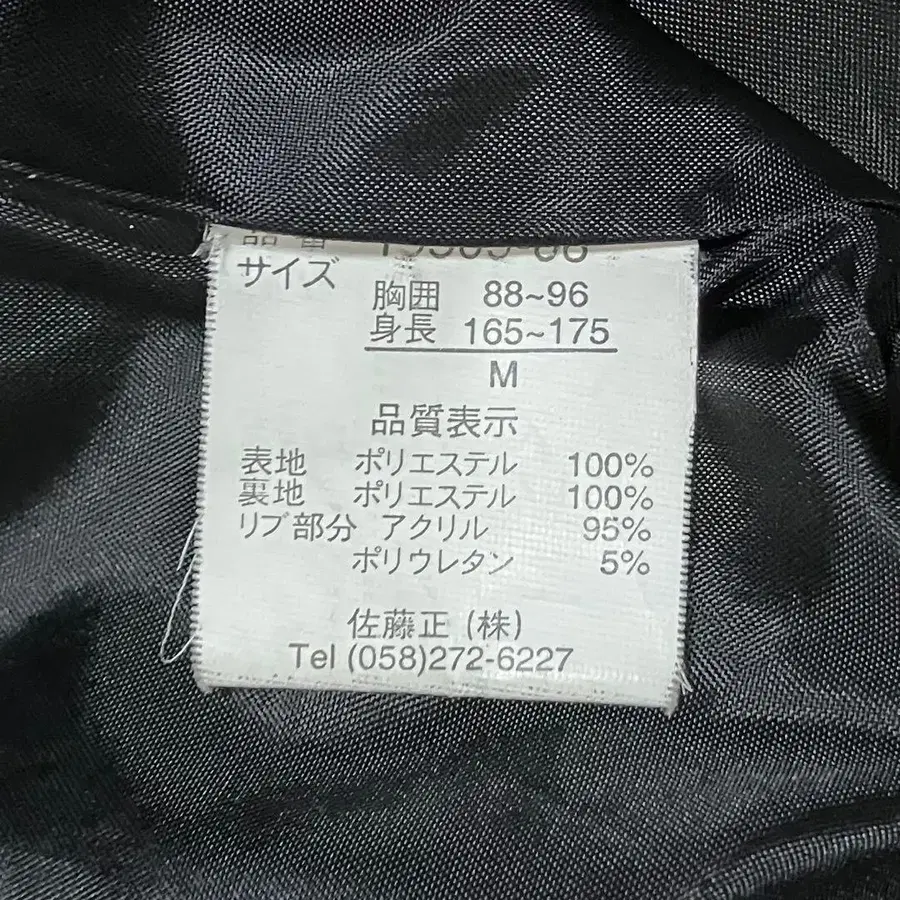 品番
サイズ
胸囲 88~96
身長 165~175
M
品質表示
表地 ポリエステル 100%
裏地 ポリエステル 100%
リブ部分 アクリル 95%
ポリウレタン 5%
佐藤正 (株)
Tel (058)272-6227